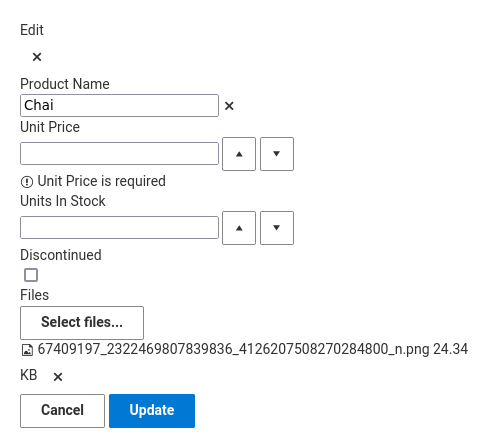 Edit
Product Name
Chai
Unit Price
Unit Price is required
Units In Stock
Discontinued
Files
Select files...
67409197_2322469807839836_4126207508270284800_n.png 24.34
KB
Cancel Update